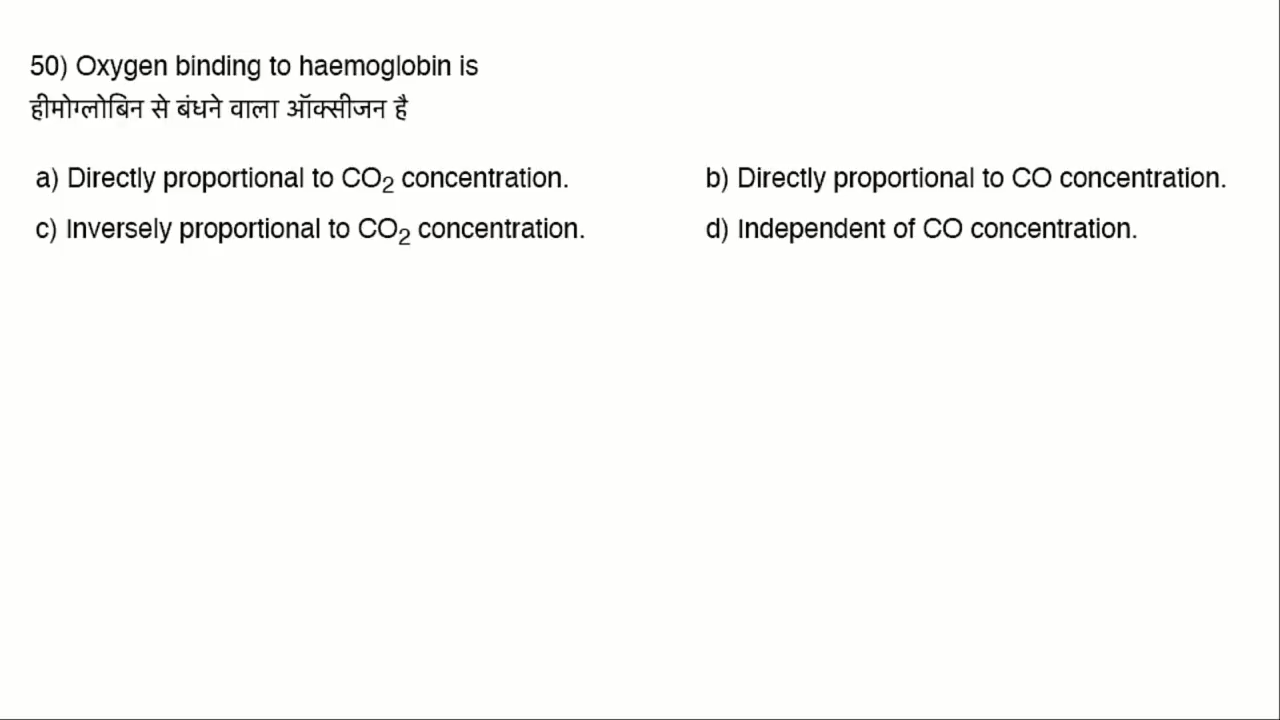 50) Oxygen binding to haemoglobin is
हीमोग्लोबिन से बंधने वाला ऑक्सीजन है
a) Directly proportional to CO₂ concentration.
b) Directly proportional to CO concentration.
c) Inversely proportional to CO₂ concentration.
d) Independent of CO concentration.